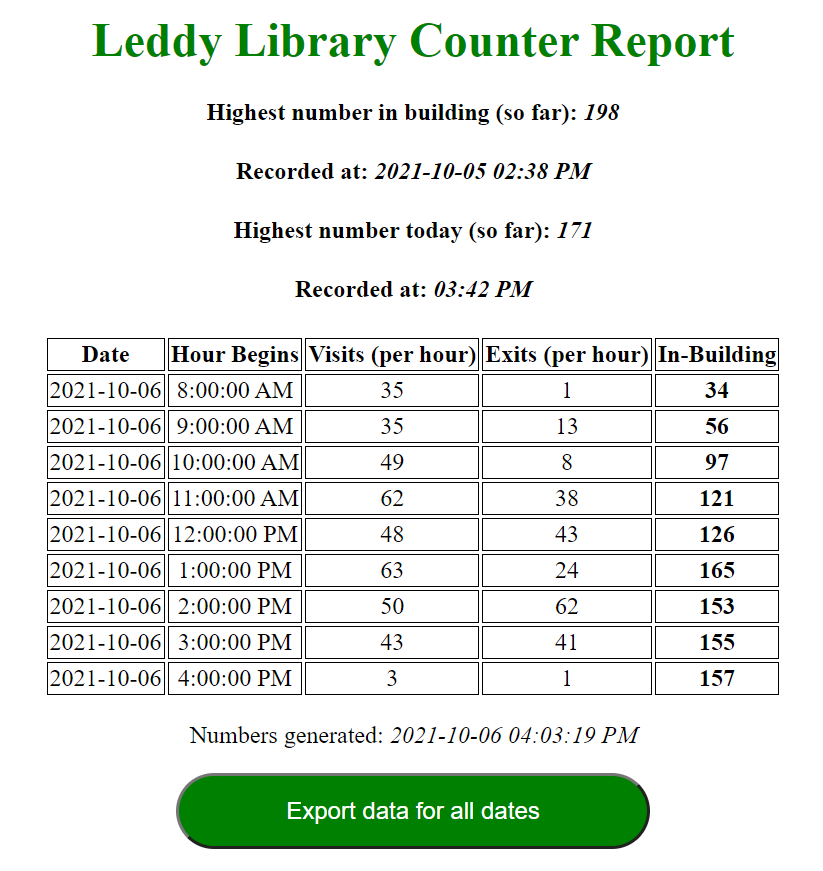 Leddy Library Counter Report
Highest number in building (so far): 198
Recorded at: 2021-10-05 02:38 PM
Highest number today (so far): 171
Recorded at: 03:42 PM
Date Hour Begins Visits (per hour) Exits (per hour) In-Building
2021-10-06 8:00:00 AM 35 1 34
2021-10-06 9:00:00 AM 35 13 56
2021-10-06 10:00:00 AM 49 8 97
2021-10-06 11:00:00 AM 62 38 121
2021-10-06 12:00:00 PM 48 43 126
2021-10-06 1:00:00 PM 63 24 165
2021-10-06 2:00:00 PM 50 62 153
2021-10-06 3:00:00 PM 43 41 155
2021-10-06 4:00:00 PM 3 1 157
Numbers generated: 2021-10-06 04:03:19 PM
Export data for all dates